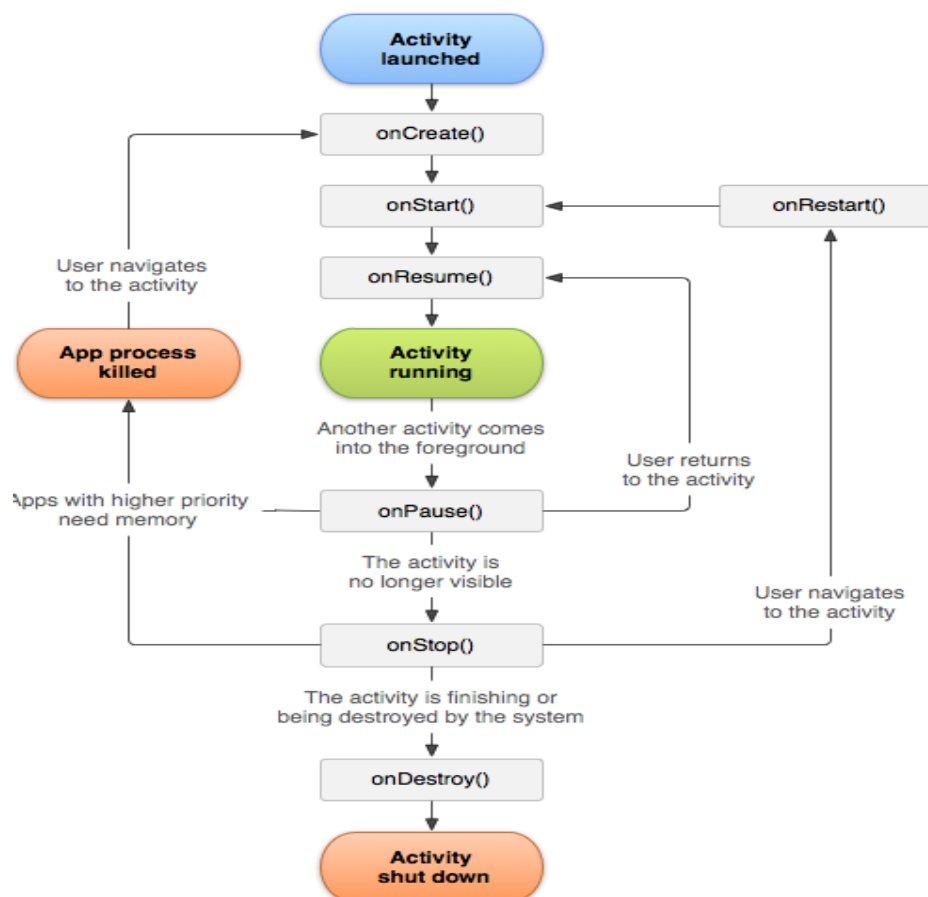 Activity
launched
onCreate()
onStart()
onRestart()
onResume()
User navigates
to the activity
App process
killed
Activity
running
Another activity comes
into the foreground
User returns
to the activity
Apps with higher priority
need memory
onPause()
The activity is
no longer visible
User navigates
to the activity
onStop()
The activity is finishing or
being destroyed by the system
onDestroy()
Activity
shut down